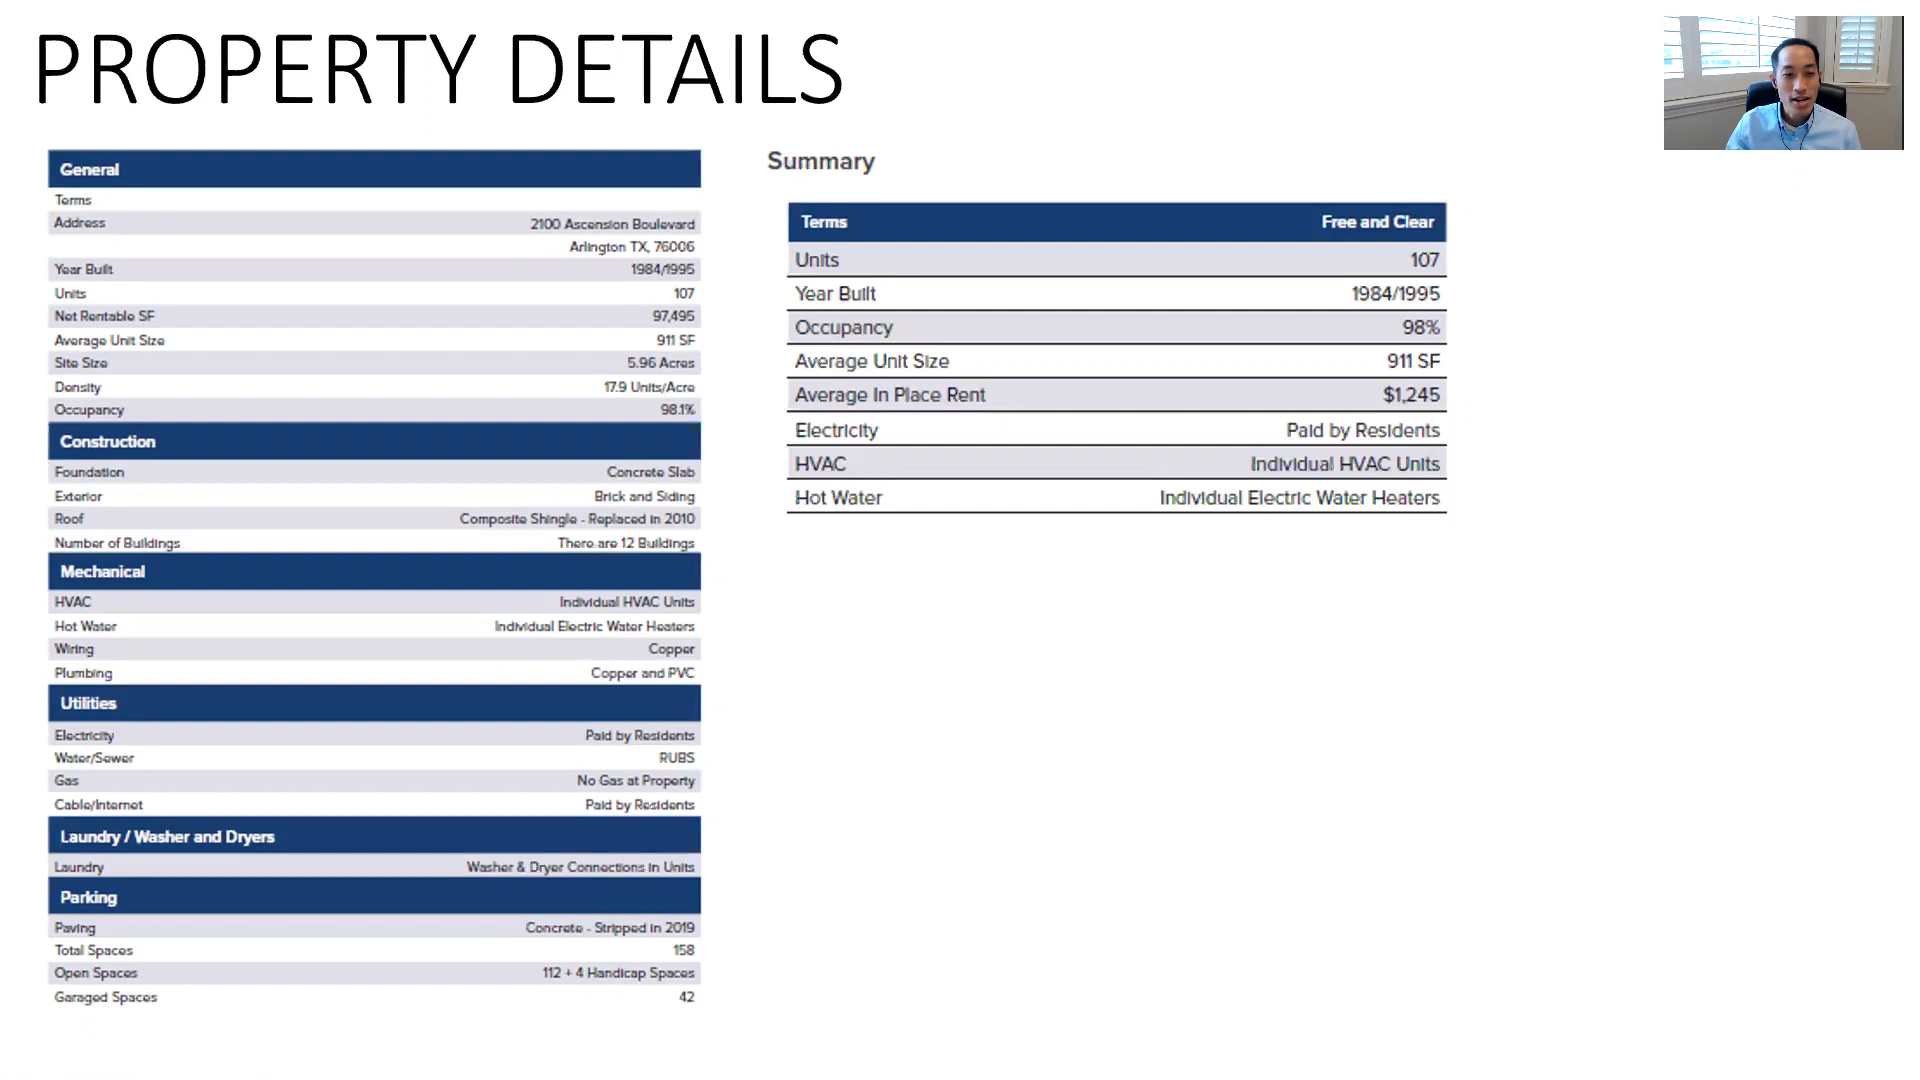 PROPERTY DETAILS
General
Terms
Address 2100 Ascension Boulevard
Arlington TX, 76006
Year Built 1984/1995
Units 107
Net Rentable SF 97,495
Average Unit Size 911 SF
Site Size 5.96 Acres
Density 17.9 Units/Acre
Occupancy 98.1%
Construction
Foundation Concrete Slab
Exterior Brick and Siding
Roof Composite Shingle - Replaced in 2010
Number of Buildings There are 12 Buildings
Mechanical
HVAC Individual HVAC Units
Hot Water Individual Electric Water Heaters
Wiring Copper
Plumbing Copper and PVC
Utilities
Electricity Paid by Residents
Water/Sewer RUBS
Gas No Gas at Property
Cable/Internet Paid by Residents
Laundry / Washer and Dryers
Laundry Washer & Dryer Connections in Units
Parking
Paving Concrete - Stripped in 2019
Total Spaces 158
Open Spaces 112 + 4 Handicap Spaces
Garaged Spaces 42
Summary
Terms Free and Clear
Units 107
Year Built 1984/1995
Occupancy 98%
Average Unit Size 911 SF
Average In Place Rent $1,245
Electricity Paid by Residents
HVAC Individual HVAC Units
Hot Water Individual Electric Water Heaters